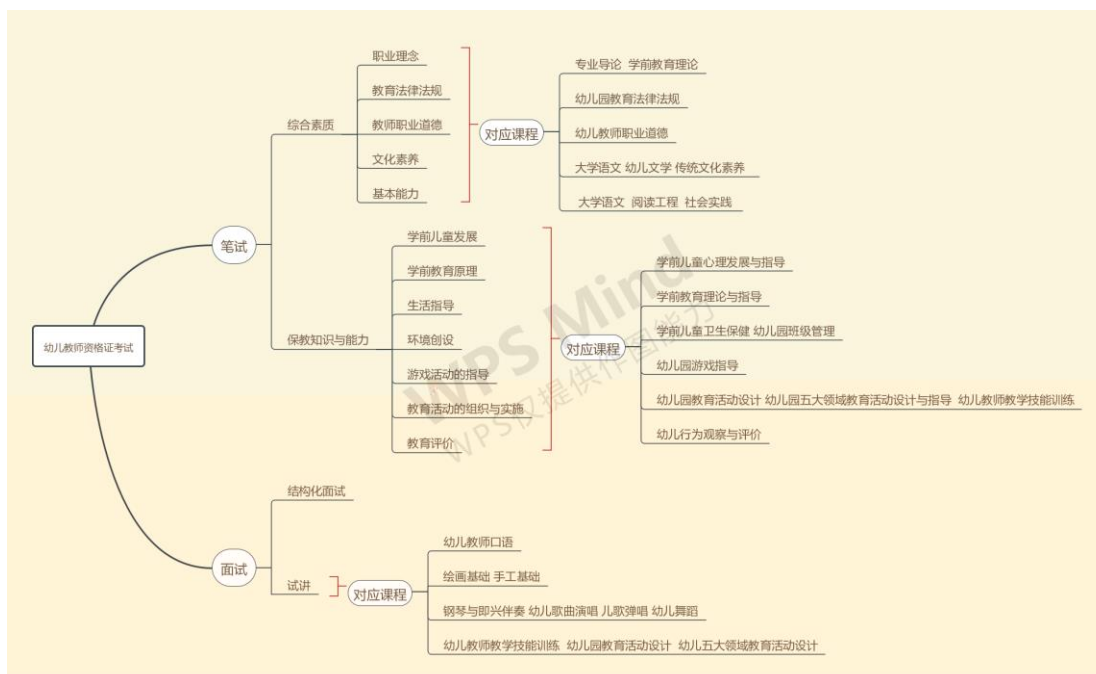 幼儿教师资格证考试
笔试
综合素质
职业理念
教育法律法规
教师职业道德
文化素养
基本能力
对应课程
专业导论 学前教育理论
幼儿园教育法律法规
幼儿教师职业道德
大学语文 幼儿文学 传统文化素养
大学语文 阅读工程 社会实践
保教知识与能力
学前儿童发展
学前教育原理
生活指导
环境创设
游戏活动的指导
教育活动的组织与实施
教育评价
对应课程
学前儿童心理发展与指导
学前教育理论与指导
学前儿童卫生保健 幼儿园班级管理
幼儿园游戏指导
幼儿园教育活动设计 幼儿园五大领域教育活动设计与指导 幼儿教师教学技能训练
幼儿行为观察与评价
面试
结构化面试
试讲
对应课程
幼儿教师口语
绘画基础 手工基础
钢琴与即兴伴奏 幼儿歌曲演唱 儿歌弹唱 幼儿舞蹈
幼儿教师教学技能训练 幼儿园教育活动设计 幼儿五大领域教育活动设计
WPS Mind
WPS仅提供作图能力